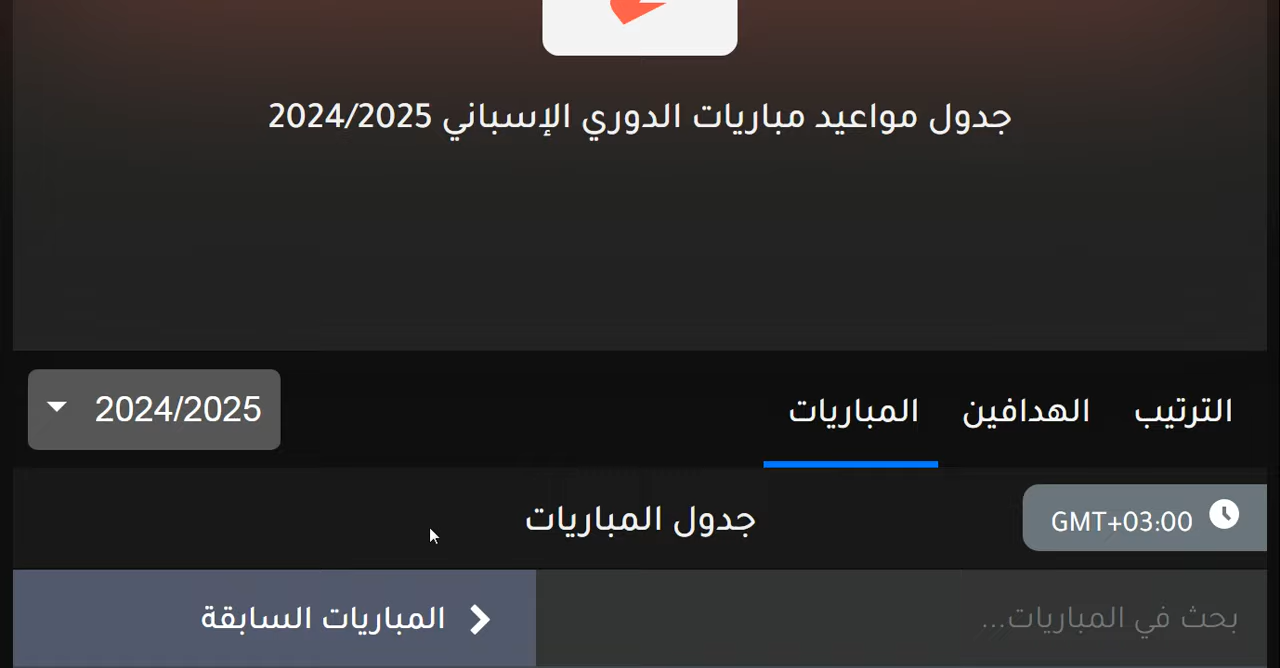 جدول مواعيد مباريات الدوري الإسباني 2024/2025
الترتيب الهدافين المباريات 2024/2025
GMT+03:00 جدول المباريات
بحث في المباريات... المباريات السابقة